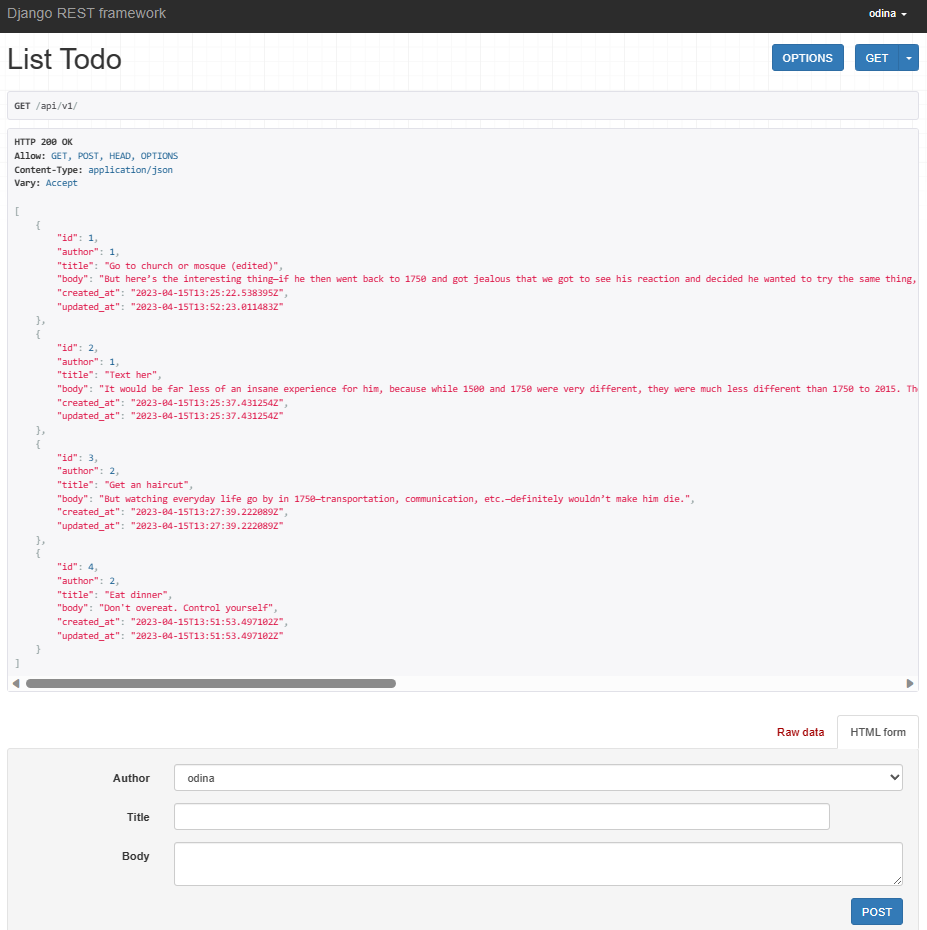 Django REST framework
odina
List Todo
OPTIONS
GET
GET /api/v1/
HTTP 200 OK
Allow: GET, POST, HEAD, OPTIONS
Content-Type: application/json
Vary: Accept
[
{
"id": 1,
"author": 1,
"title": "Go to church or mosque (edited)",
"body": "But here’s the interesting thing—if he then went back to 1750 and got jealous that we got to see his reaction and decided he wanted to try the same thing,
"created_at": "2023-04-15T13:25:22.538395Z",
"updated_at": "2023-04-15T13:52:23.011483Z"
},
{
"id": 2,
"author": 1,
"title": "Text her",
"body": "It would be far less of an insane experience for him, because while 1500 and 1750 were very different, they were much less different than 1750 to 2015. Th
"created_at": "2023-04-15T13:25:37.431254Z",
"updated_at": "2023-04-15T13:25:37.431254Z"
},
{
"id": 3,
"author": 2,
"title": "Get an haircut",
"body": "But watching everyday life go by in 1750—transportation, communication, etc.—definitely wouldn’t make him die.",
"created_at": "2023-04-15T13:27:39.222089Z",
"updated_at": "2023-04-15T13:27:39.222089Z"
},
{
"id": 4,
"author": 2,
"title": "Eat dinner",
"body": "Don't overeat. Control yourself",
"created_at": "2023-04-15T13:51:53.497102Z",
"updated_at": "2023-04-15T13:51:53.497102Z"
}
]
Raw data
HTML form
Author
odina
Title
Body
POST